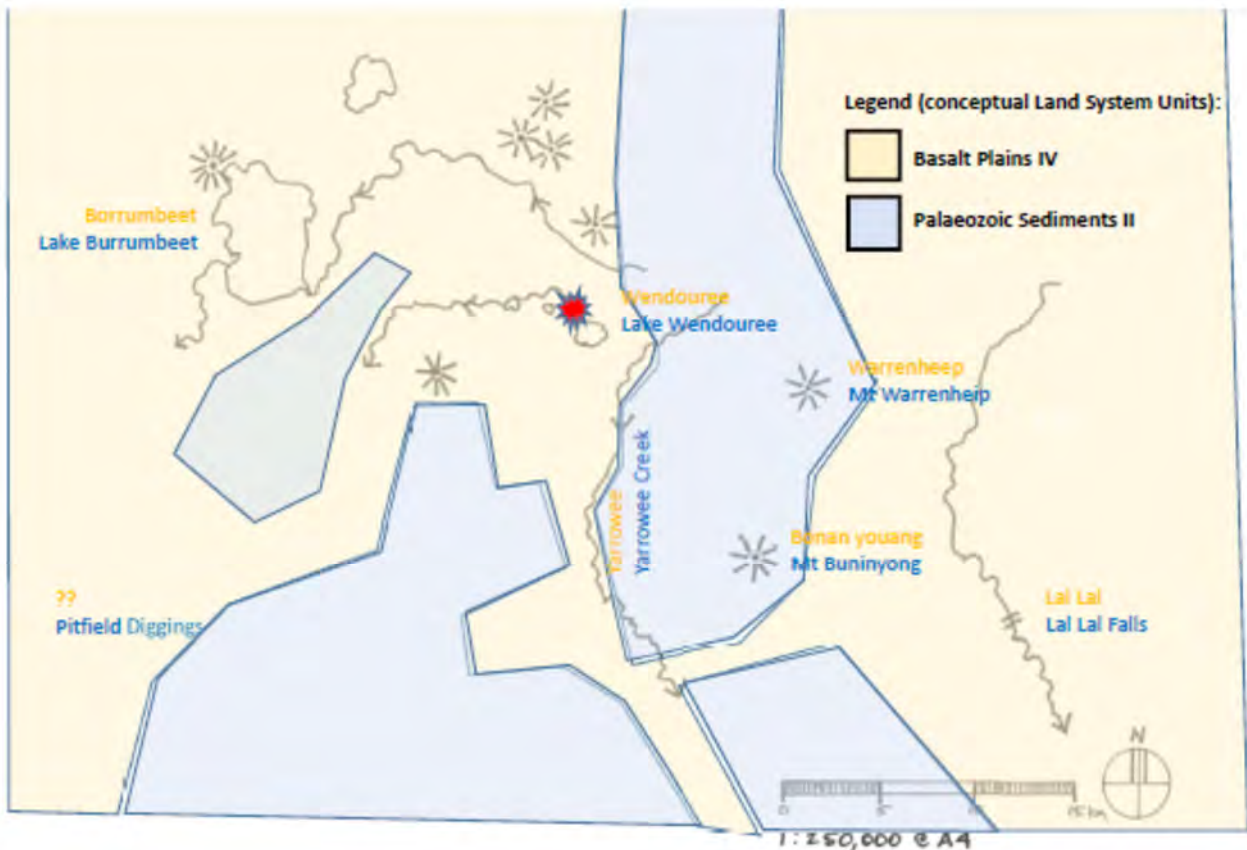 Legend (conceptual Land System Units):
Basalt Plains IV
Palaeozoic Sediments II
Borrumbeet
Lake Burrumbeet
Wendouree
Lake Wendouree
Warrenheep
Mt Warrenheip
Yarrowee
Yarrowee Creek
Bonan youang
Mt Buninyong
??
Pitfield Diggings
Lal Lal
Lal Lal Falls
N
0 5 10 15 km
1:250,000 @ A4